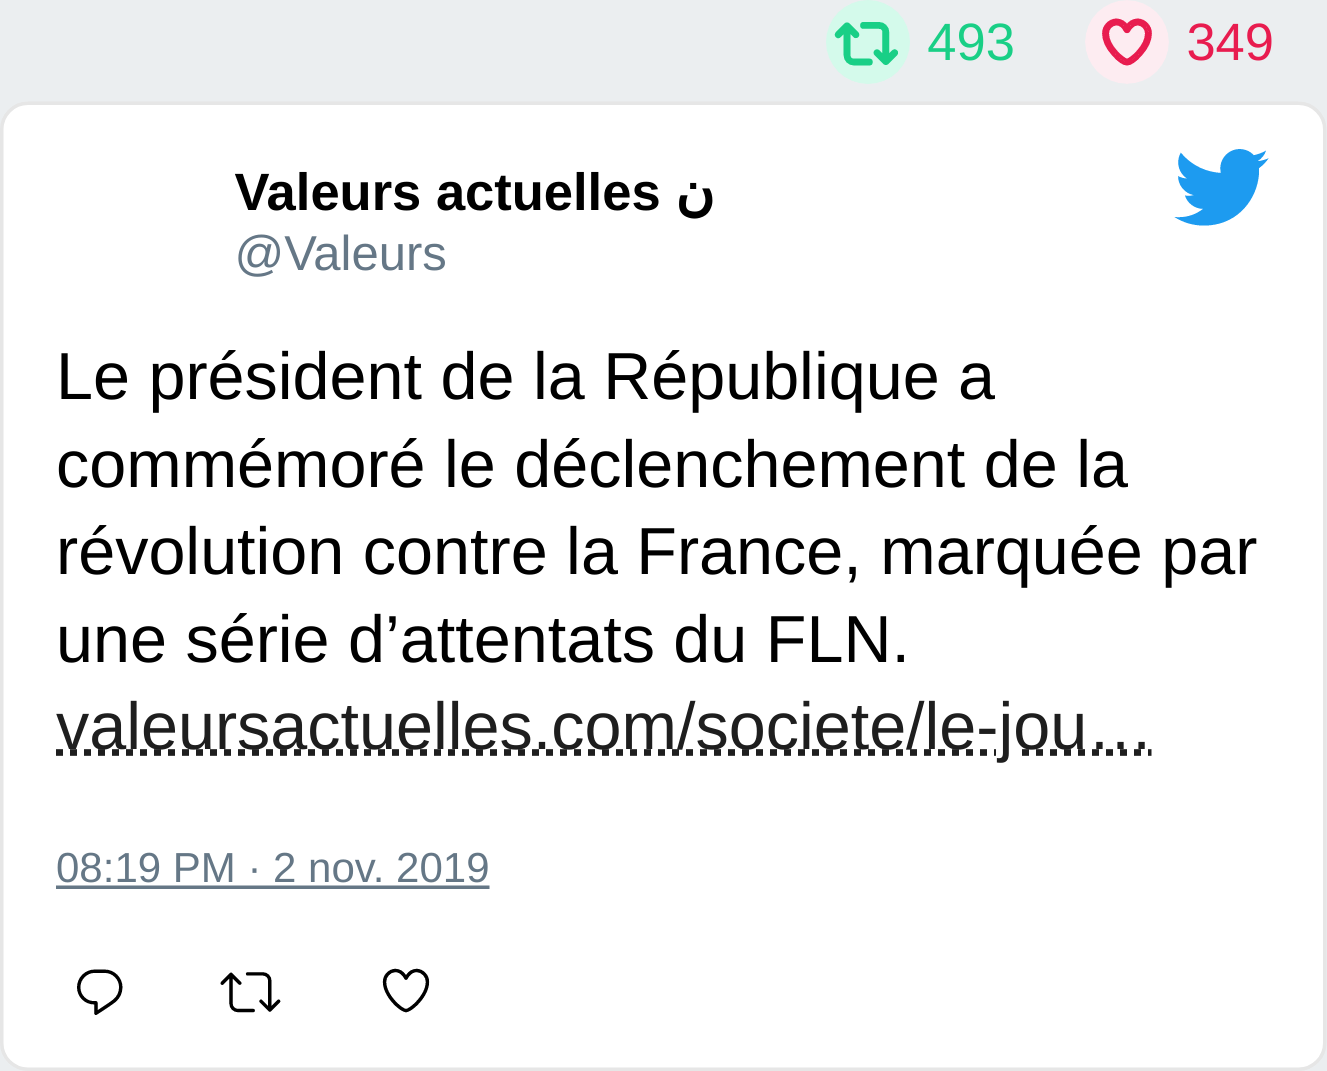 493 349
Valeurs actuelles ن
@Valeurs
Le président de la République a
commémoré le déclenchement de la
révolution contre la France, marquée par
une série d’attentats du FLN.
valeursactuelles.com/societe/le-jou…
08:19 PM · 2 nov. 2019